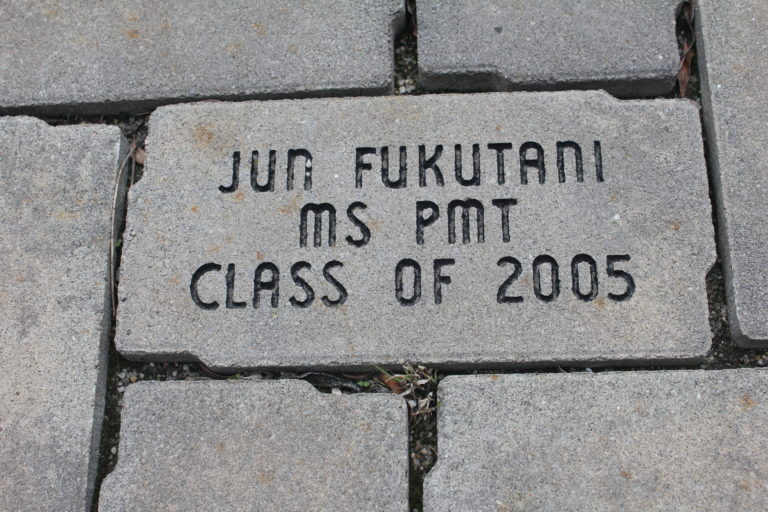 JUN FUKUTANI
MS PMT
CLASS OF 2005